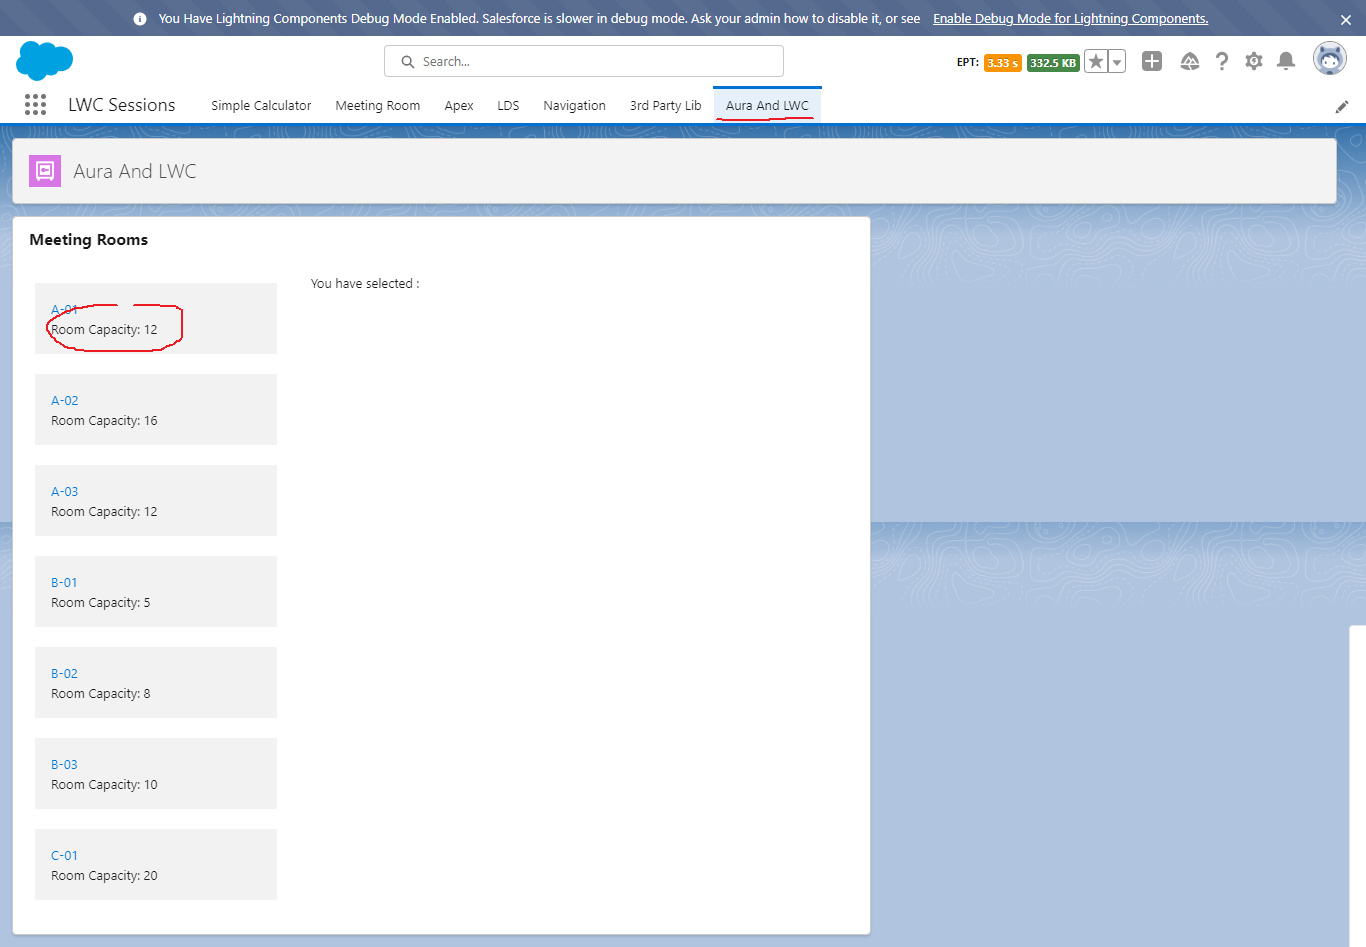 You Have Lightning Components Debug Mode Enabled. Salesforce is slower in debug mode. Ask your admin how to disable it, or see Enable Debug Mode for Lightning Components.
Search...
EPT: 3.33 s 332.5 KB
LWC Sessions Simple Calculator Meeting Room Apex LDS Navigation 3rd Party Lib Aura And LWC
Aura And LWC
Meeting Rooms
You have selected :
A-01
Room Capacity: 12
A-02
Room Capacity: 16
A-03
Room Capacity: 12
B-01
Room Capacity: 5
B-02
Room Capacity: 8
B-03
Room Capacity: 10
C-01
Room Capacity: 20